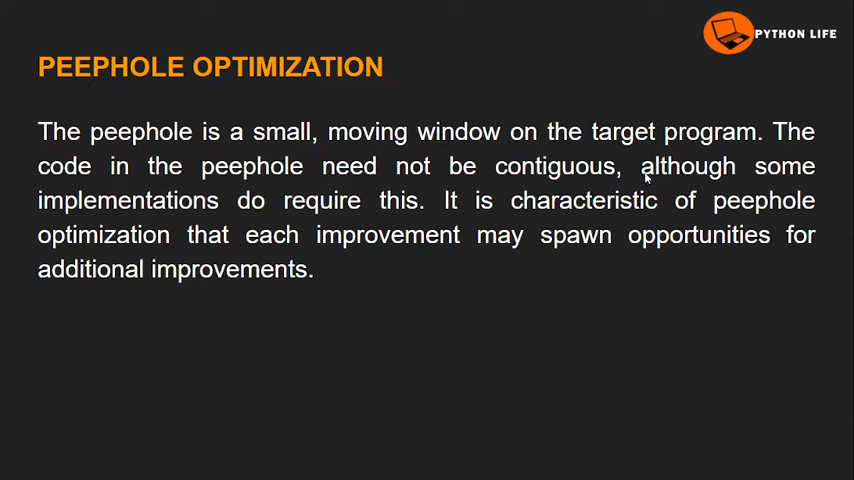 PYTHON LIFE
PEEPHOLE OPTIMIZATION
The peephole is a small, moving window on the target program. The
code in the peephole need not be contiguous, although some
implementations do require this. It is characteristic of peephole
optimization that each improvement may spawn opportunities for
additional improvements.